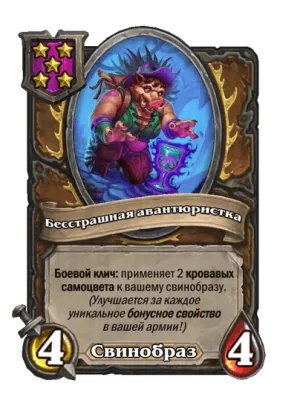 Бесстрашная авантюристка
Боевой клич: применяет 2 кровавых
самоцвета к вашему свинобразу.
(Улучшается за каждое
уникальное бонусное свойство
в вашей армии!)
4 Свинобраз 4